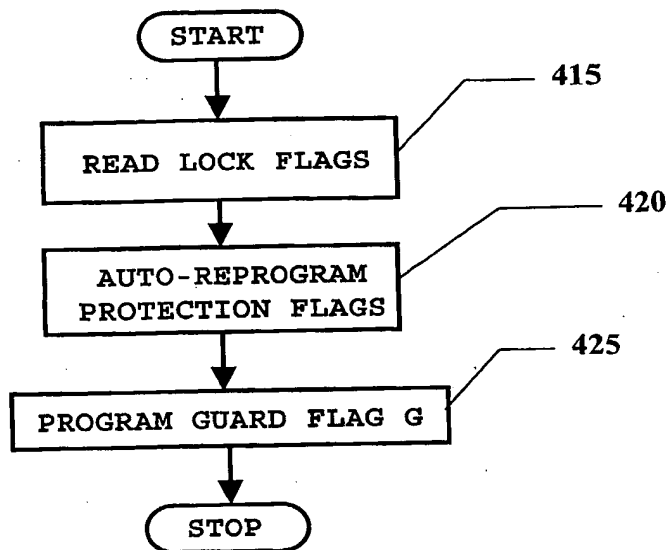 START
415
READ LOCK FLAGS
420
AUTO-REPROGRAM
PROTECTION FLAGS
425
PROGRAM GUARD FLAG G
STOP